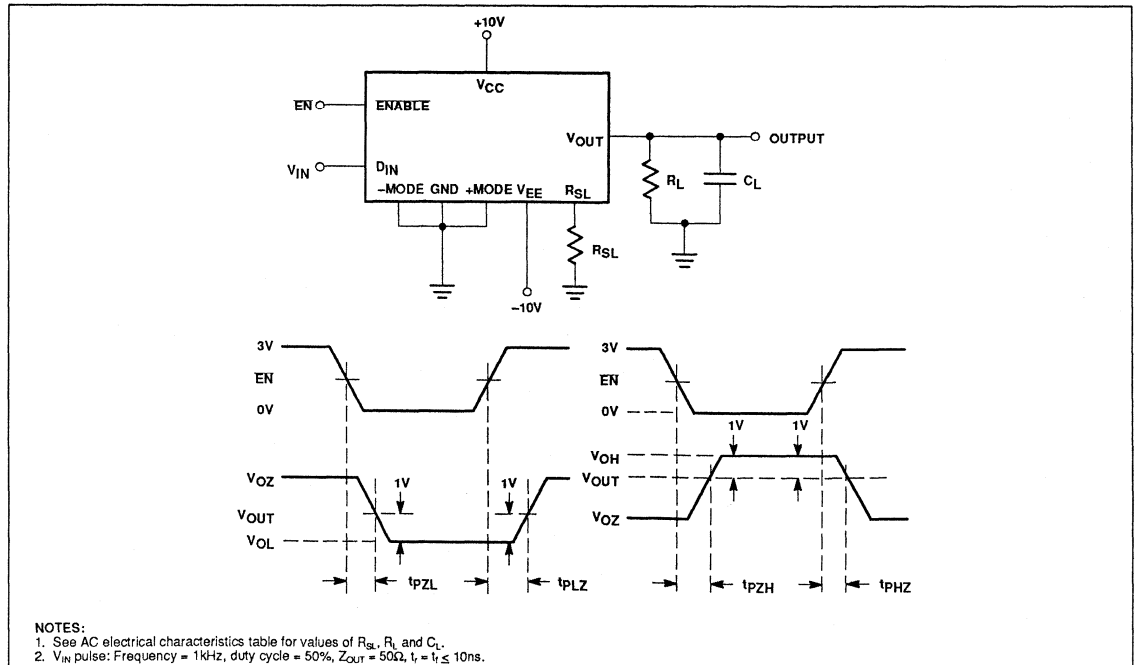 +10V
VCC
EN ENABLE
VOUT OUTPUT
VIN DIN
RL CL
–MODE GND +MODE VEE RSL
RSL
–10V
3V
EN
0V
VOZ
1V 1V
VOUT
VOL
tPZL tPLZ
3V
EN
0V
1V 1V
VOH
VOUT
VOZ
tPZH tPHZ
NOTES:
1. See AC electrical characteristics table for values of RSL, RL and CL.
2. VIN pulse: Frequency = 1kHz, duty cycle = 50%, ZOUT = 50Ω, tr = tf ≤ 10ns.